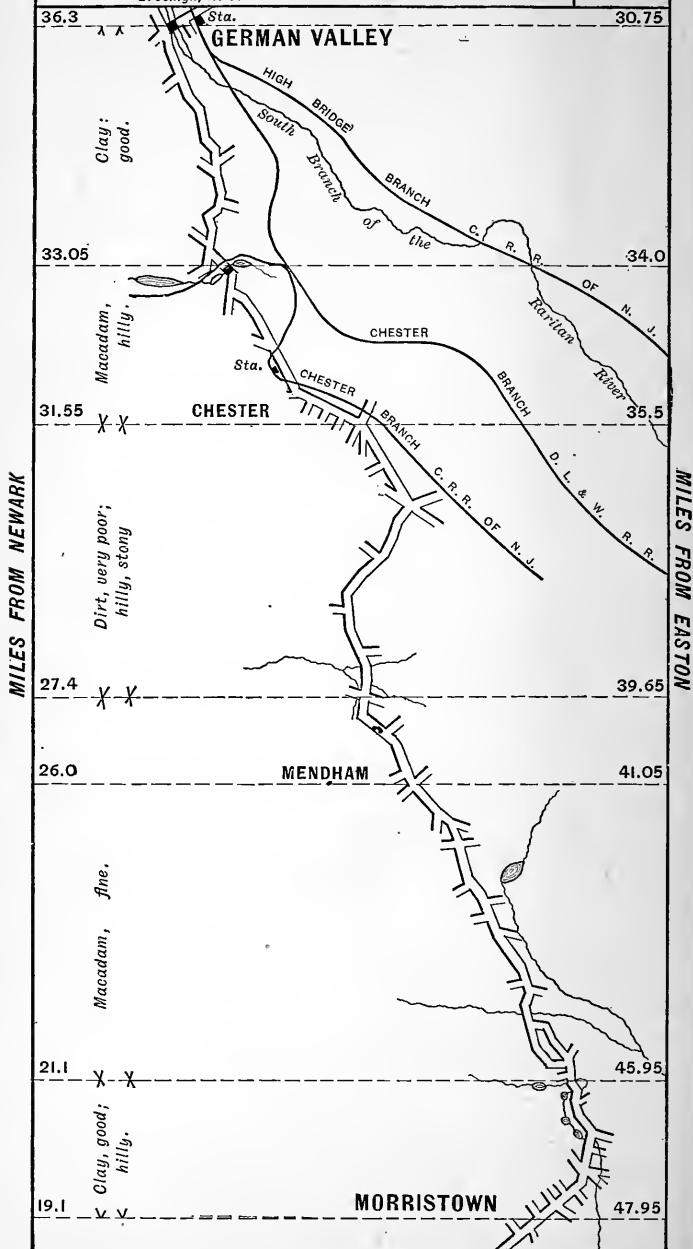 36.3
Sta.
30.75
GERMAN VALLEY
HIGH BRIDGE BRANCH C. R. R. OF N. J.
South Branch of the Raritan River
Clay: good.
33.05
34.0
Macadam, hilly.
CHESTER BRANCH D. L. & W. R. R.
Sta.
CHESTER BRANCH C. R. R. OF N. J.
CHESTER
31.55
35.5
MILES FROM NEWARK
MILES FROM EASTON
Dirt, very poor; hilly, stony
27.4
39.65
MENDHAM
26.0
41.05
Macadam, fine.
21.1
45.95
Clay, good; hilly.
MORRISTOWN
19.1
47.95